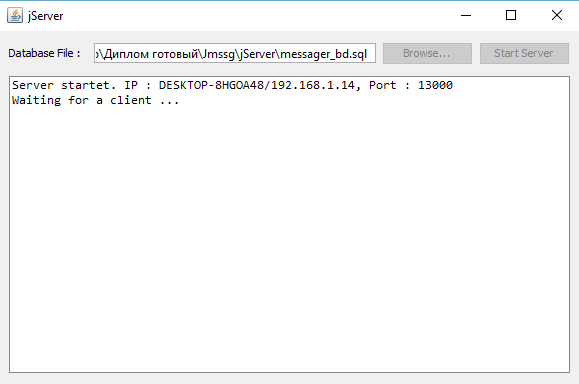 jServer
Database File :
\Диплом готовый\Jmssg\jServer\messager_bd.sql
Browse...
Start Server
Server startet. IP : DESKTOP-8HGOA48/192.168.1.14, Port : 13000
Waiting for a client ...